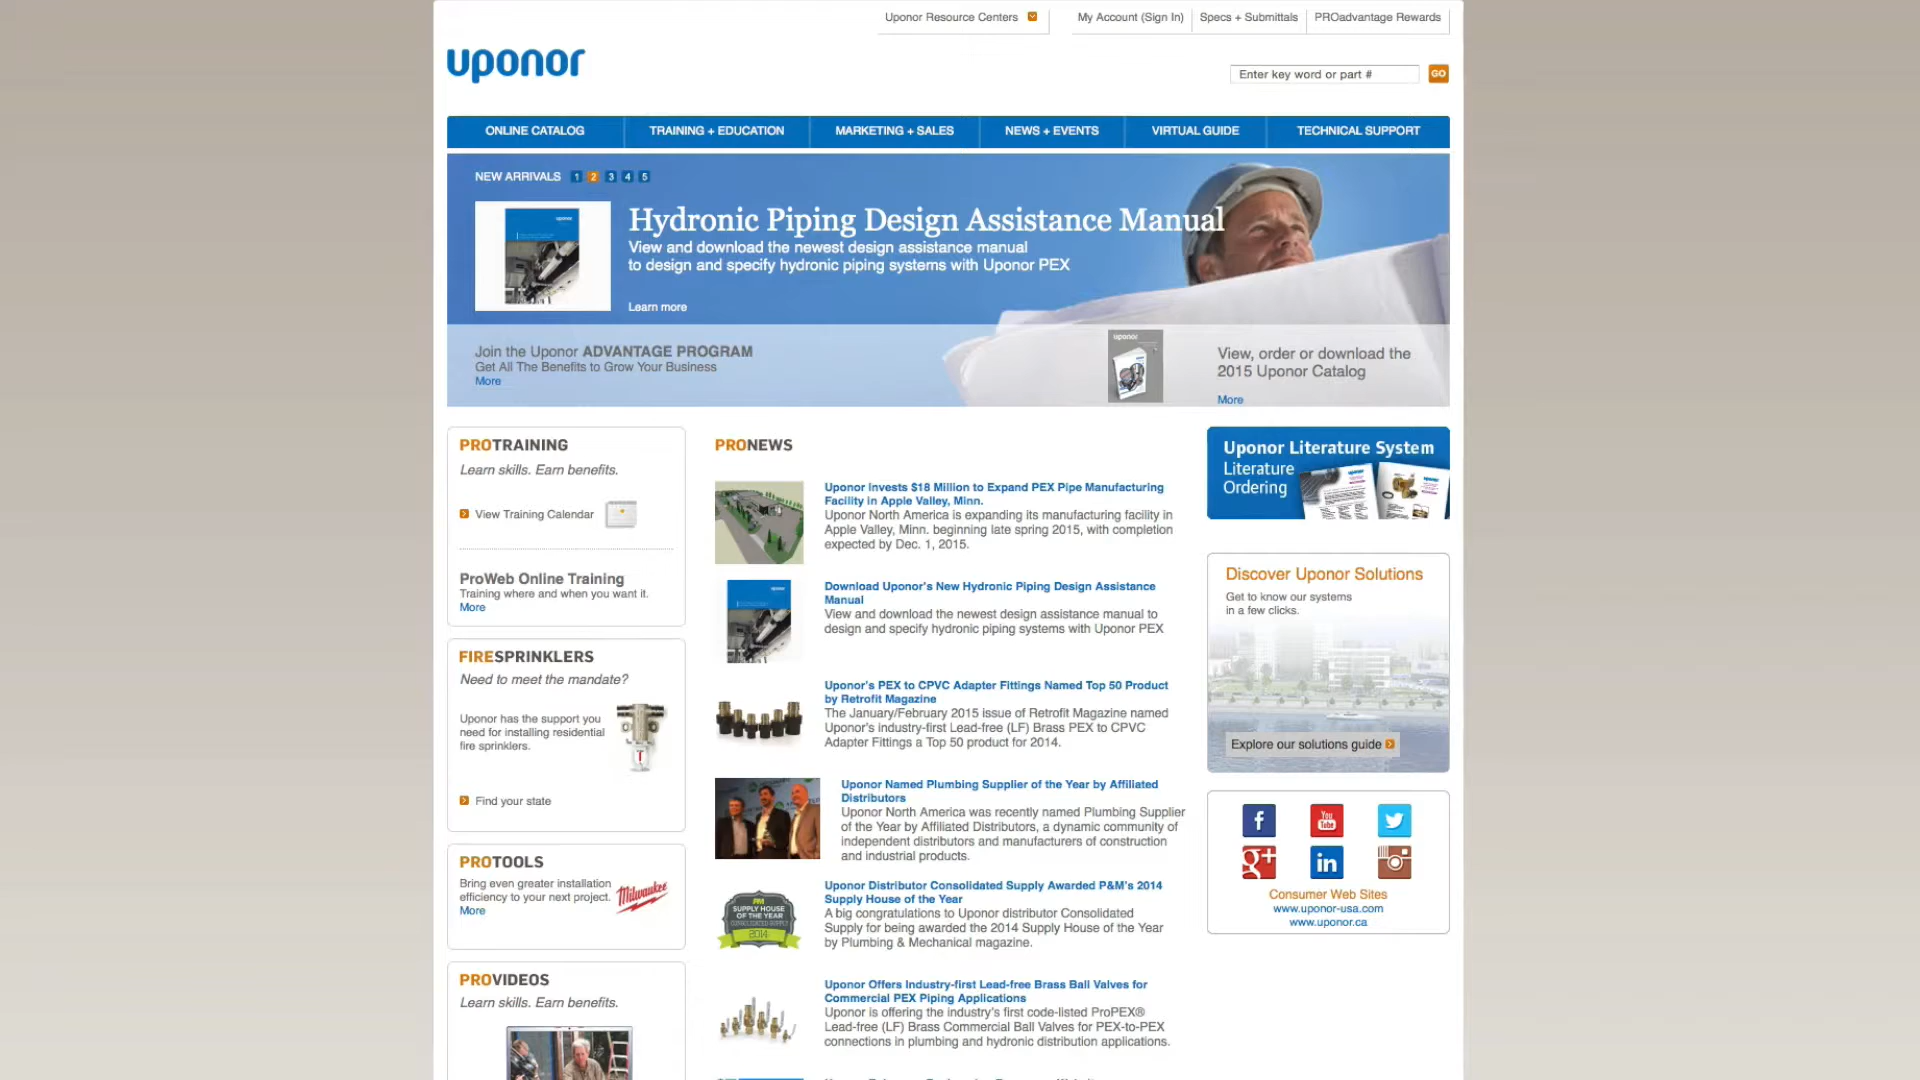 Uponor Resource Centers
My Account (Sign In)
Specs + Submittals
PROadvantage Rewards
uponor
Enter key word or part #
GO
ONLINE CATALOG
TRAINING + EDUCATION
MARKETING + SALES
NEWS + EVENTS
VIRTUAL GUIDE
TECHNICAL SUPPORT
NEW ARRIVALS 1 2 3 4 5
uponor
Hydronic Piping Design Assistance Manual
View and download the newest design assistance manual
to design and specify hydronic piping systems with Uponor PEX
Learn more
Join the Uponor ADVANTAGE PROGRAM
Get All The Benefits to Grow Your Business
More
uponor
View, order or download the
2015 Uponor Catalog
More
PROTRAINING
Learn skills. Earn benefits.
View Training Calendar
ProWeb Online Training
Training where and when you want it.
More
FIRESPRINKLERS
Need to meet the mandate?
Uponor has the support you
need for installing residential
fire sprinklers.
Find your state
PROTOOLS
Bring even greater installation
efficiency to your next project.
More
Milwaukee
PROVIDEOS
Learn skills. Earn benefits.
PRONEWS
Uponor Invests $18 Million to Expand PEX Pipe Manufacturing
Facility in Apple Valley, Minn.
Uponor North America is expanding its manufacturing facility in
Apple Valley, Minn. beginning late spring 2015, with completion
expected by Dec. 1, 2015.
Download Uponor's New Hydronic Piping Design Assistance
Manual
View and download the newest design assistance manual to
design and specify hydronic piping systems with Uponor PEX
Uponor's PEX to CPVC Adapter Fittings Named Top 50 Product
by Retrofit Magazine
The January/February 2015 issue of Retrofit Magazine named
Uponor's industry-first Lead-free (LF) Brass PEX to CPVC
Adapter Fittings a Top 50 product for 2014.
Uponor Named Plumbing Supplier of the Year by Affiliated
Distributors
Uponor North America was recently named Plumbing Supplier
of the Year by Affiliated Distributors, a dynamic community of
independent distributors and manufacturers of construction
and industrial products.
PM
SUPPLY HOUSE
OF THE YEAR
CONSOLIDATED SUPPLY
2014
Uponor Distributor Consolidated Supply Awarded P&M's 2014
Supply House of the Year
A big congratulations to Uponor distributor Consolidated
Supply for being awarded the 2014 Supply House of the Year
by Plumbing & Mechanical magazine.
Uponor Offers Industry-first Lead-free Brass Ball Valves for
Commercial PEX Piping Applications
Uponor is offering the industry's first code-listed ProPEX®
Lead-free (LF) Brass Commercial Ball Valves for PEX-to-PEX
connections in plumbing and hydronic distribution applications.
Uponor Literature System
Literature
Ordering
Discover Uponor Solutions
Get to know our systems
in a few clicks.
Explore our solutions guide
f
You
Tube
g+
in
Consumer Web Sites
www.uponor-usa.com
www.uponor.ca